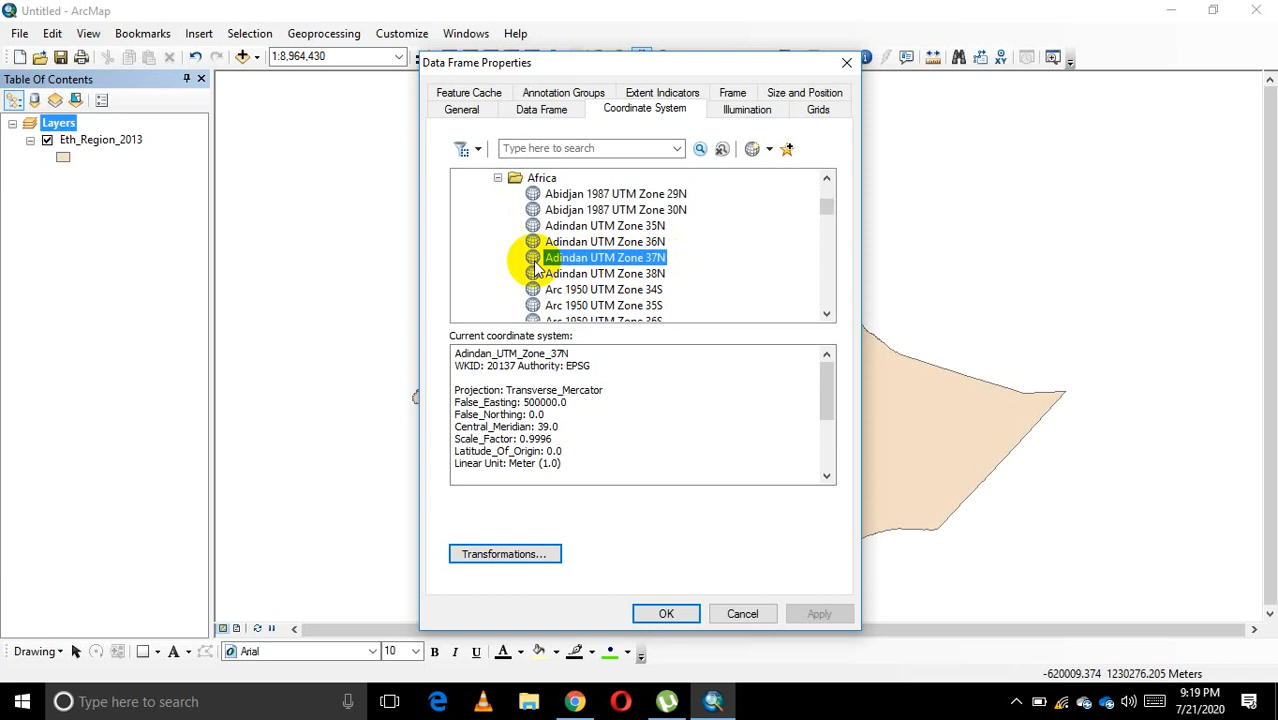 Untitled - ArcMap
File Edit View Bookmarks Insert Selection Geoprocessing Customize Windows Help
1:8,964,430
Table Of Contents
Layers
Eth_Region_2013
Data Frame Properties
Feature Cache Annotation Groups Extent Indicators Frame Size and Position
General Data Frame Coordinate System Illumination Grids
Type here to search
Africa
Abidjan 1987 UTM Zone 29N
Abidjan 1987 UTM Zone 30N
Adindan UTM Zone 35N
Adindan UTM Zone 36N
Adindan UTM Zone 37N
Adindan UTM Zone 38N
Arc 1950 UTM Zone 34S
Arc 1950 UTM Zone 35S
Arc 1950 UTM Zone 36S
Current coordinate system:
Adindan_UTM_Zone_37N
WKID: 20137 Authority: EPSG
Projection: Transverse_Mercator
False_Easting: 500000.0
False_Northing: 0.0
Central_Meridian: 39.0
Scale_Factor: 0.9996
Latitude_Of_Origin: 0.0
Linear Unit: Meter (1.0)
Transformations...
OK Cancel Apply
Drawing A Arial 10 B I U A
-620009.374 1230276.205 Meters
Type here to search
9:19 PM
7/21/2020